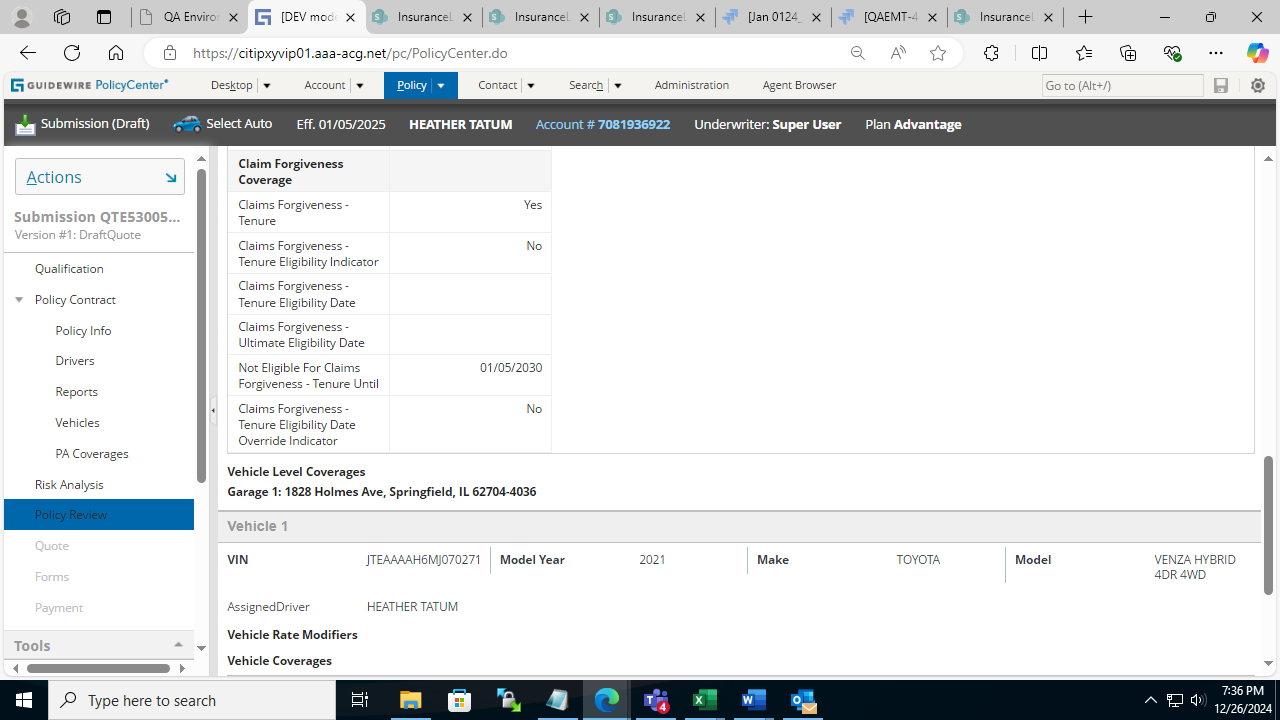 QA Environ
[DEV mode
InsuranceL
InsuranceL
InsuranceL
[Jan 0124_
[QAEMT-4
InsuranceL
https://citipxyvip01.aaa-acg.net/pc/PolicyCenter.do
GUIDEWIRE PolicyCenter
Desktop
Account
Policy
Contact
Search
Administration
Agent Browser
Go to (Alt+/)
Submission (Draft)
Select Auto
Eff. 01/05/2025
HEATHER TATUM
Account # 7081936922
Underwriter: Super User
Plan Advantage
Actions
Submission QTE53005...
Version #1: DraftQuote
Qualification
Policy Contract
Policy Info
Drivers
Reports
Vehicles
PA Coverages
Risk Analysis
Policy Review
Quote
Forms
Payment
Tools
Claim Forgiveness
Coverage
Claims Forgiveness - Yes
Tenure
Claims Forgiveness - No
Tenure Eligibility Indicator
Claims Forgiveness -
Tenure Eligibility Date
Claims Forgiveness -
Ultimate Eligibility Date
Not Eligible For Claims 01/05/2030
Forgiveness - Tenure Until
Claims Forgiveness - No
Tenure Eligibility Date
Override Indicator
Vehicle Level Coverages
Garage 1: 1828 Holmes Ave, Springfield, IL 62704-4036
Vehicle 1
VIN JTEAAAAH6MJ070271 Model Year 2021 Make TOYOTA Model VENZA HYBRID
4DR 4WD
AssignedDriver HEATHER TATUM
Vehicle Rate Modifiers
Vehicle Coverages
Type here to search
4
7:36 PM
12/26/2024